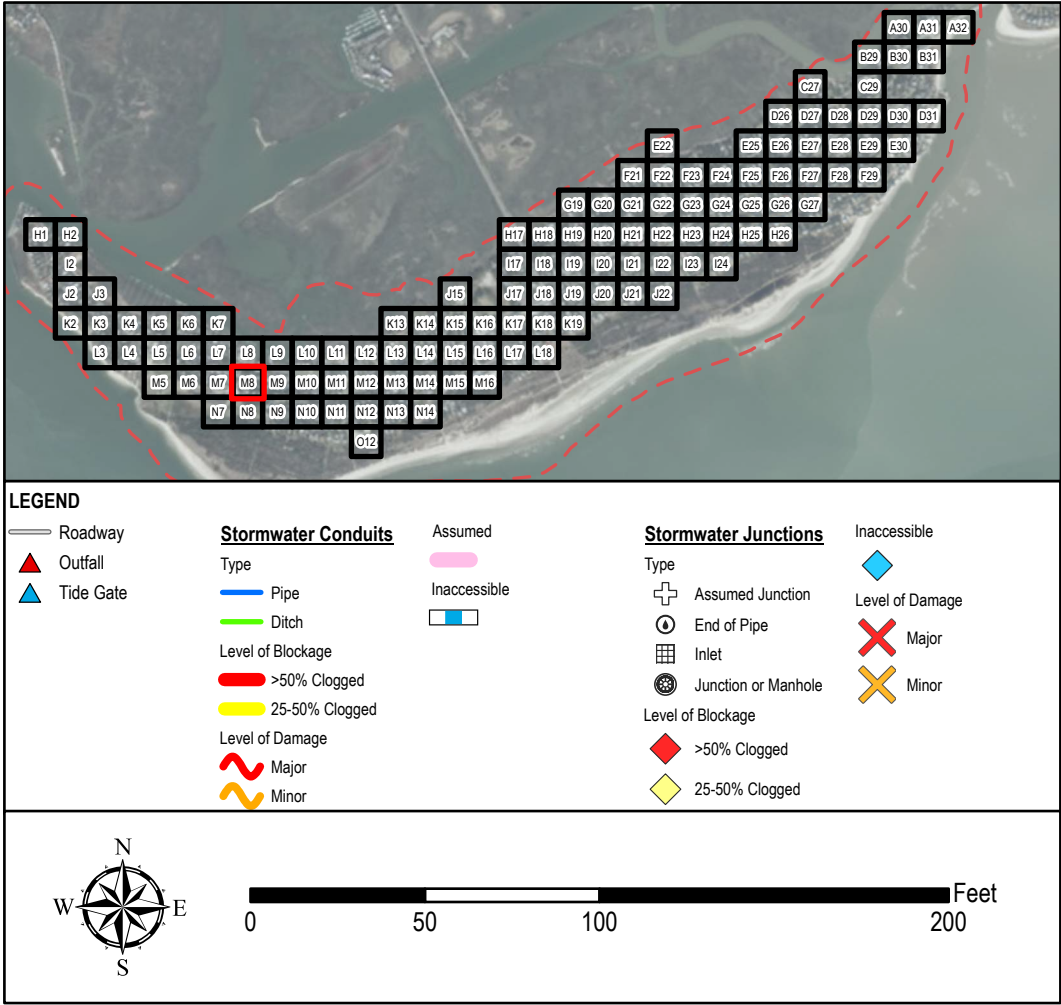 A30 A31 A32
B29 B30 B31
C27 C29
D26 D27 D28 D29 D30 D31
E22 E25 E26 E27 E28 E29 E30
F21 F22 F23 F24 F25 F26 F27 F28 F29
G19 G20 G21 G22 G23 G24 G25 G26 G27
H1 H2 H17 H18 H19 H20 H21 H22 H23 H24 H25 H26
I2 I17 I18 I19 I20 I21 I22 I23 I24
J2 J3 J15 J17 J18 J19 J20 J21 J22
K2 K3 K4 K5 K6 K7 K13 K14 K15 K16 K17 K18 K19
L3 L4 L5 L6 L7 L8 L9 L10 L11 L12 L13 L14 L15 L16 L17 L18
M5 M6 M7 M8 M9 M10 M11 M12 M13 M14 M15 M16
N7 N8 N9 N10 N11 N12 N13 N14
O12
LEGEND
Roadway
Outfall
Tide Gate
Stormwater Conduits
Type
Pipe
Ditch
Level of Blockage
>50% Clogged
25-50% Clogged
Level of Damage
Major
Minor
Assumed
Inaccessible
Stormwater Junctions
Type
Assumed Junction
End of Pipe
Inlet
Junction or Manhole
Level of Blockage
>50% Clogged
25-50% Clogged
Inaccessible
Level of Damage
Major
Minor
N
W E
S
Feet
0 50 100 200